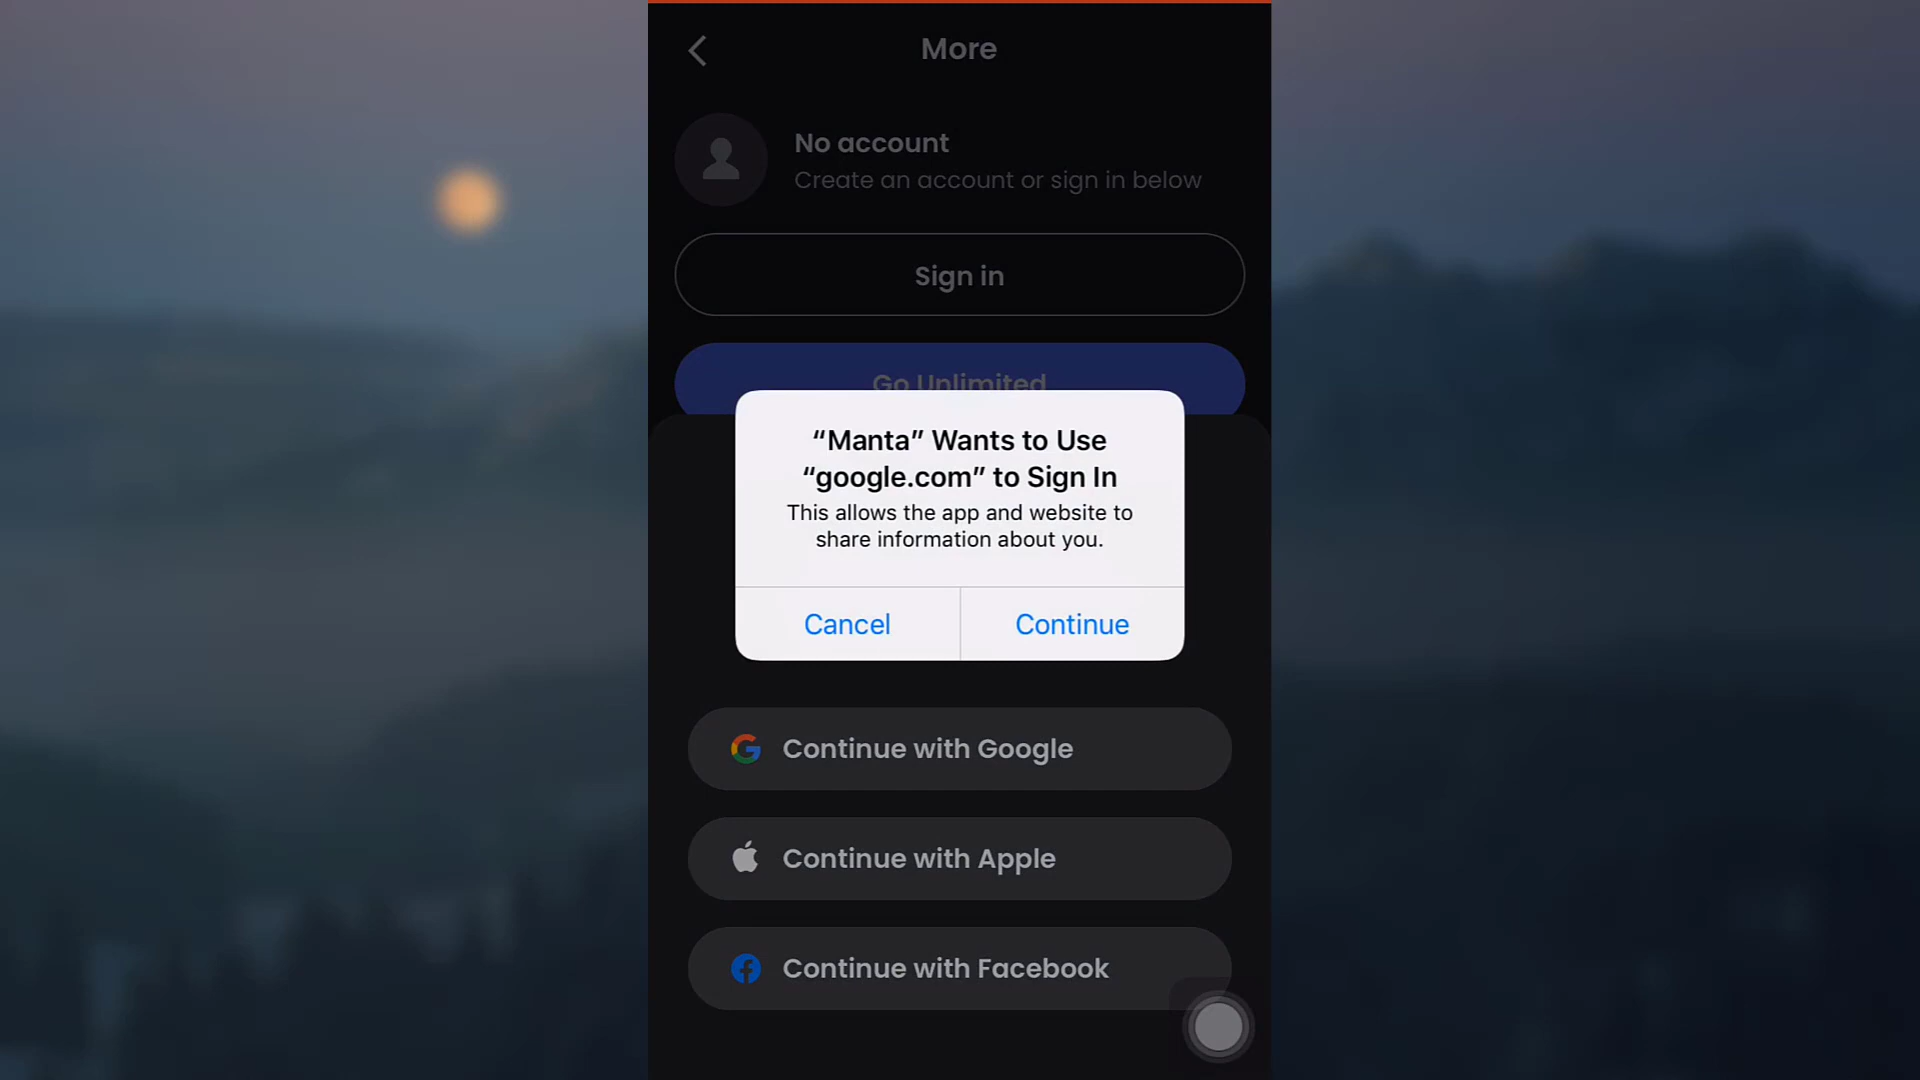 More
No account
Create an account or sign in below
Sign in
Go Unlimited
“Manta” Wants to Use
“google.com” to Sign In
This allows the app and website to
share information about you.
Cancel
Continue
Continue with Google
Continue with Apple
Continue with Facebook